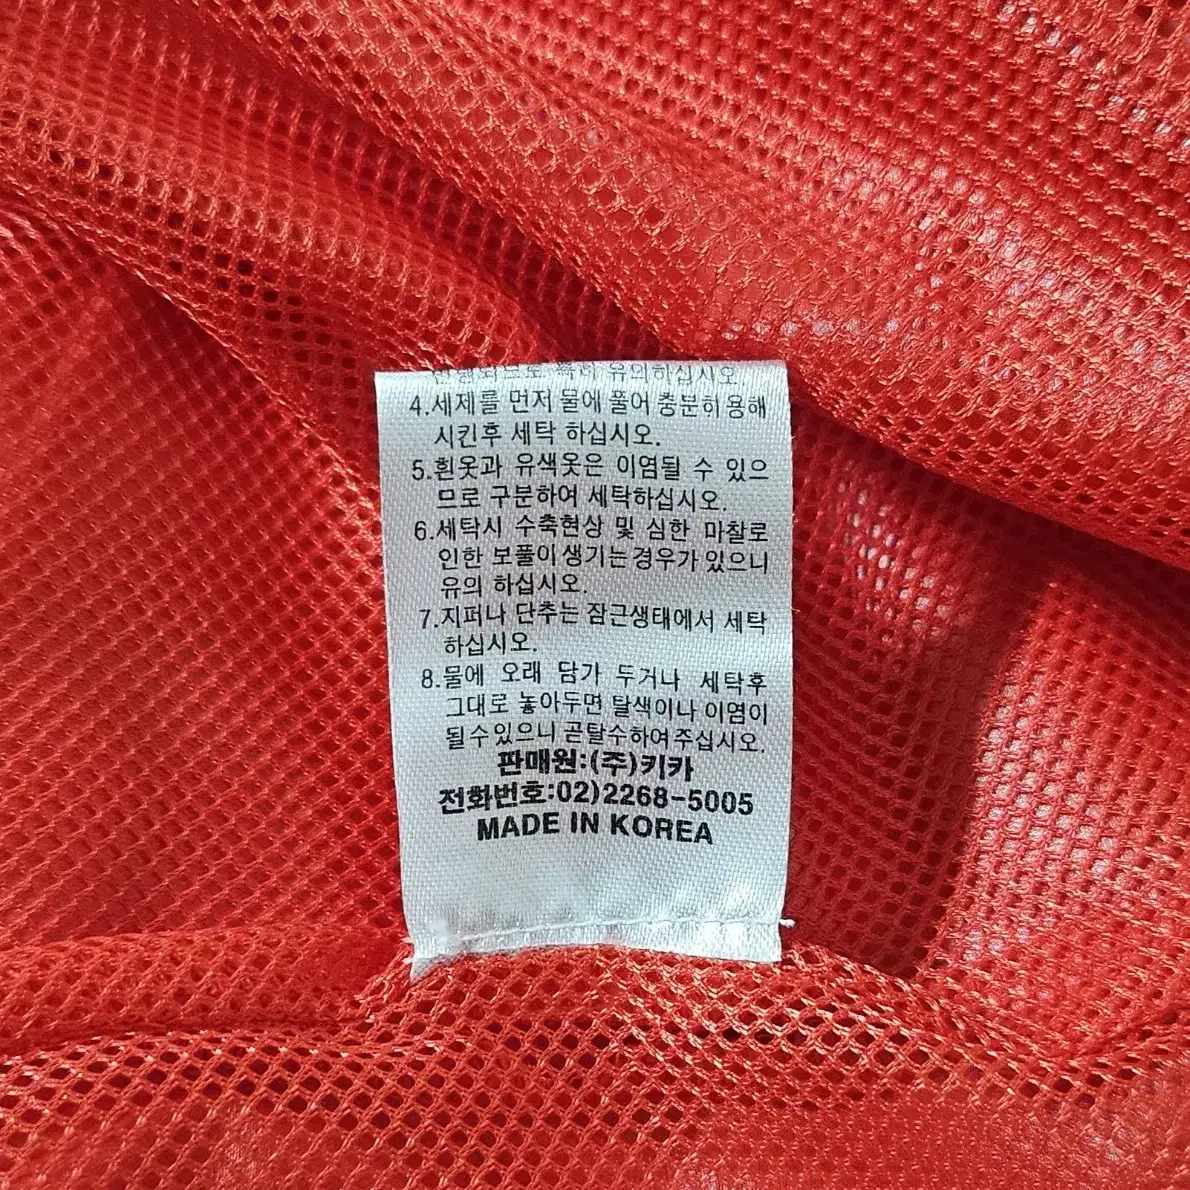 유의하십시오.
4.세제를 먼저 물에 풀어 충분히 용해
시킨후 세탁 하십시오.
5.흰옷과 유색옷은 이염될 수 있으
므로 구분하여 세탁하십시오.
6.세탁시 수축현상 및 심한 마찰로
인한 보풀이 생기는 경우가 있으니
유의 하십시오.
7.지퍼나 단추는 잠근생태에서 세탁
하십시오.
8.물에 오래 담가 두거나 세탁후
그대로 놓아두면 탈색이나 이염이
될수있으니 곧탈수하여주십시오.
판매원:(주)키카
전화번호:02)2268-5005
MADE IN KOREA